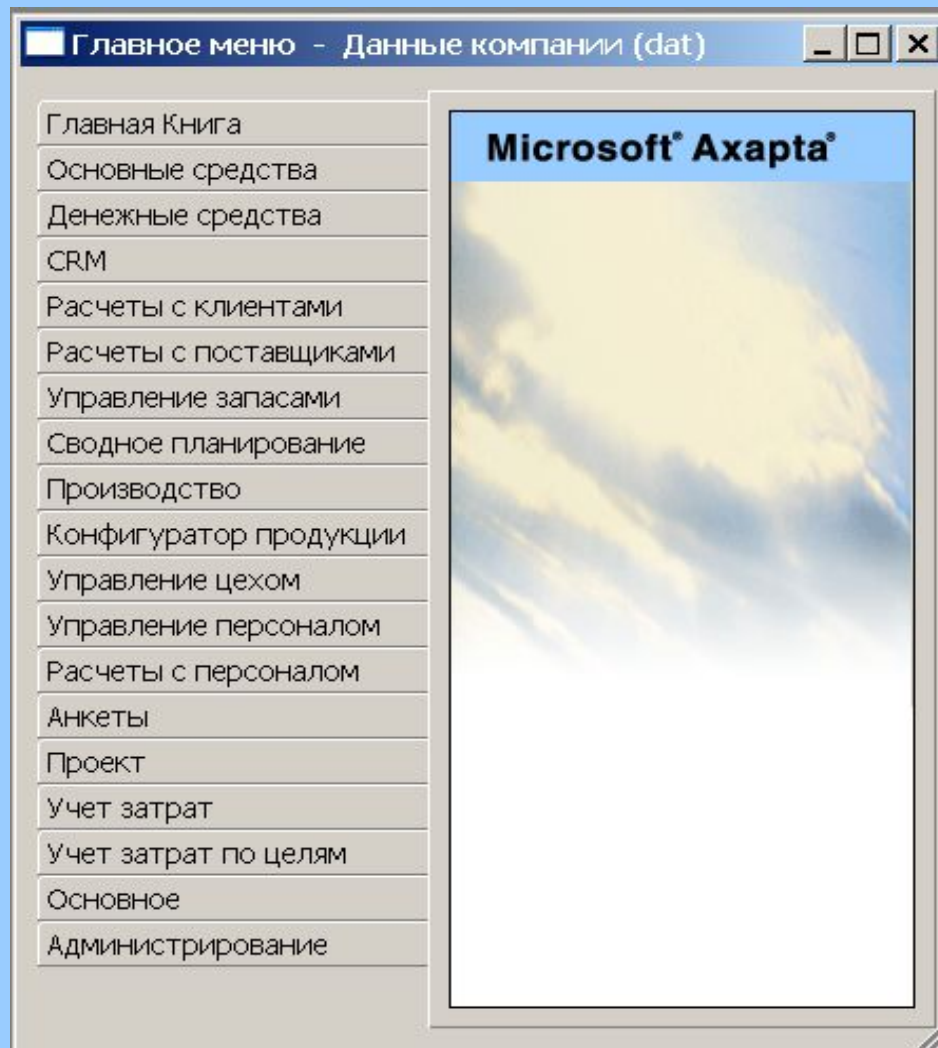 Главное меню - Данные компании (dat)
Главная Книга
Основные средства
Денежные средства
CRM
Расчеты с клиентами
Расчеты с поставщиками
Управление запасами
Сводное планирование
Производство
Конфигуратор продукции
Управление цехом
Управление персоналом
Расчеты с персоналом
Анкеты
Проект
Учет затрат
Учет затрат по целям
Основное
Администрирование
Microsoft® Axapta®